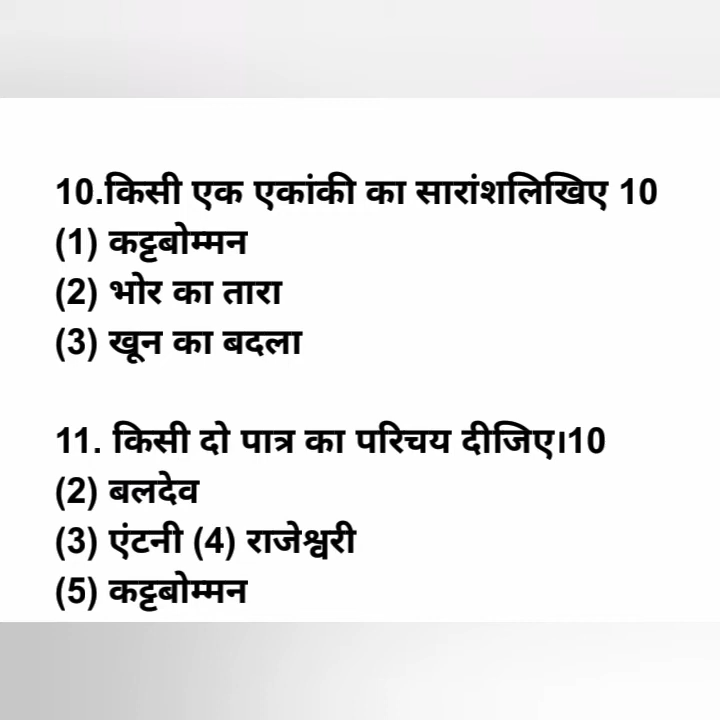 10.किसी एक एकांकी का सारांशलिखिए 10
(1) कट्टबोम्मन
(2) भोर का तारा
(3) खून का बदला
11. किसी दो पात्र का परिचय दीजिए।10
(2) बलदेव
(3) एंटनी (4) राजेश्वरी
(5) कट्टबोम्मन